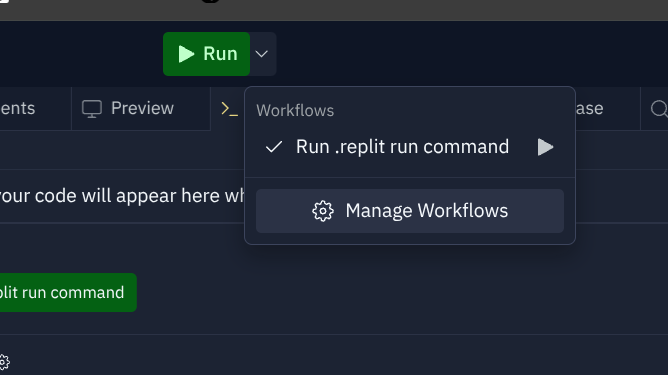 Run
ents Preview >_ ase
Workflows
Run .replit run command
your code will appear here wh
Manage Workflows
plit run command